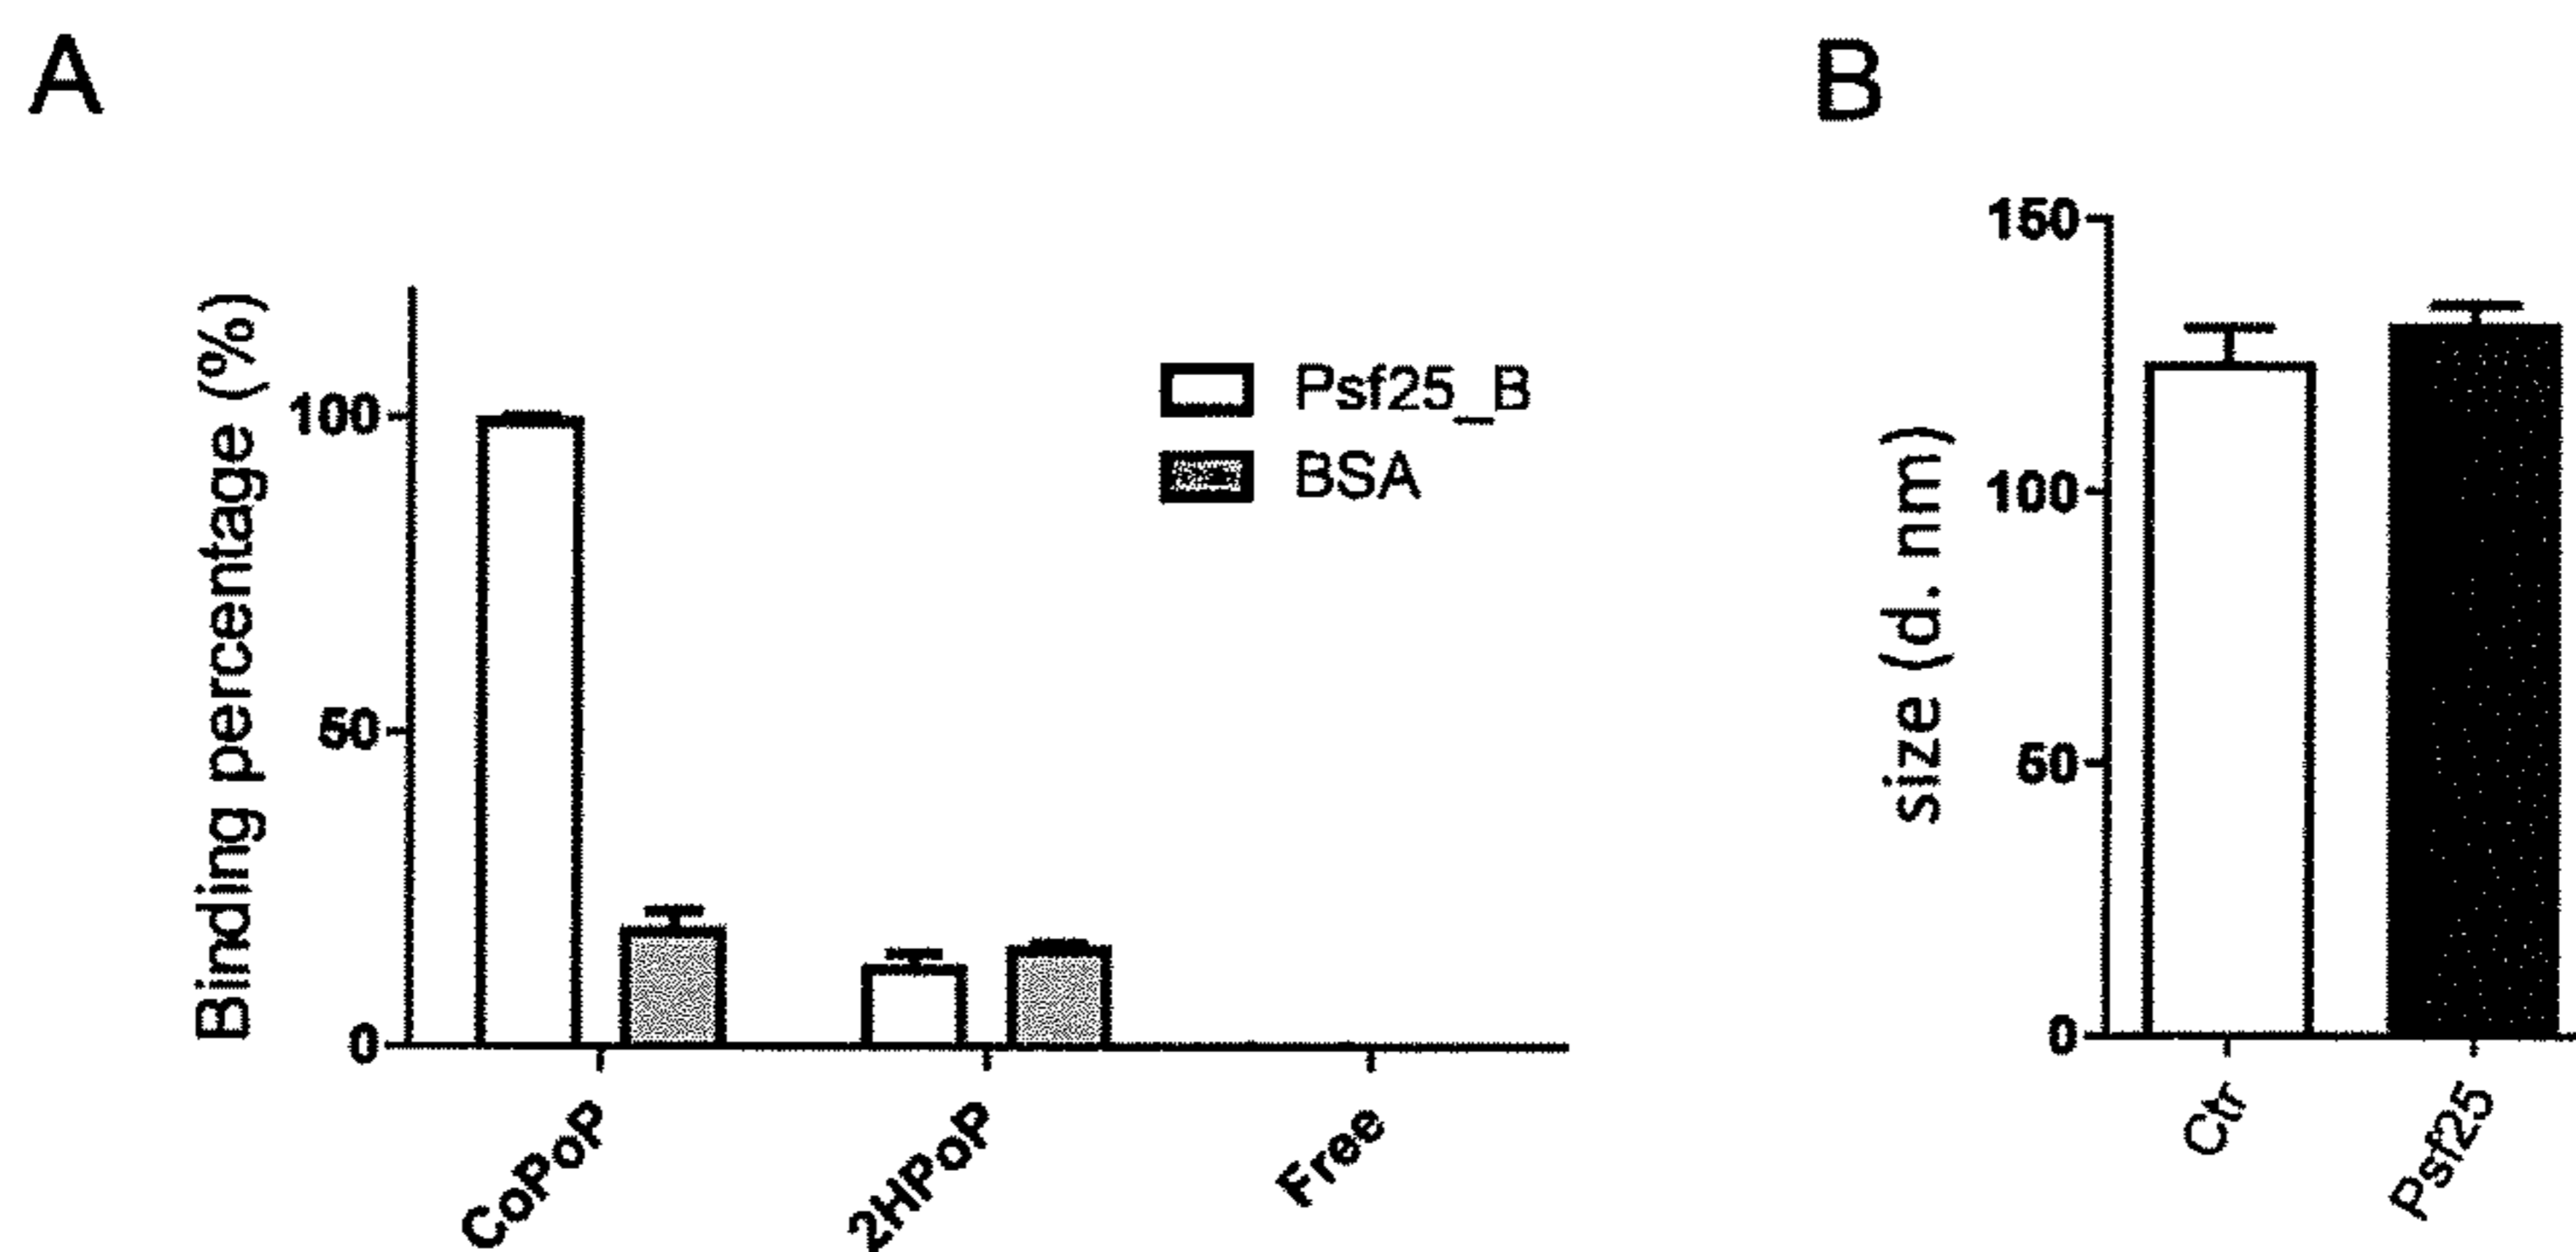 A
Binding percentage (%)
100
50
0
Psf25_B
BSA
CoPoP
2HPoP
Free
B
size (d. nm)
150
100
50
0
Ctr
Psf25